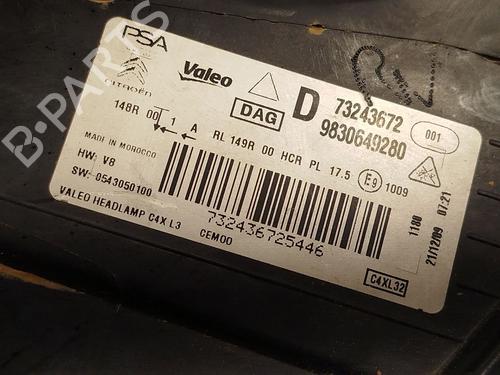 PSA
CITROËN
Valeo
DAG
D 73243672
9830649280
001
148R 00 1 A RL 149R 00 HCR PL 17.5 E9 1009
MADE IN MOROCCO
HW: V8
SW: 0543050100
VALEO HEADLAMP C4X L3
732436725446
CEM00
1180
21/12/09 07:21
C4XL32
B-PARTS